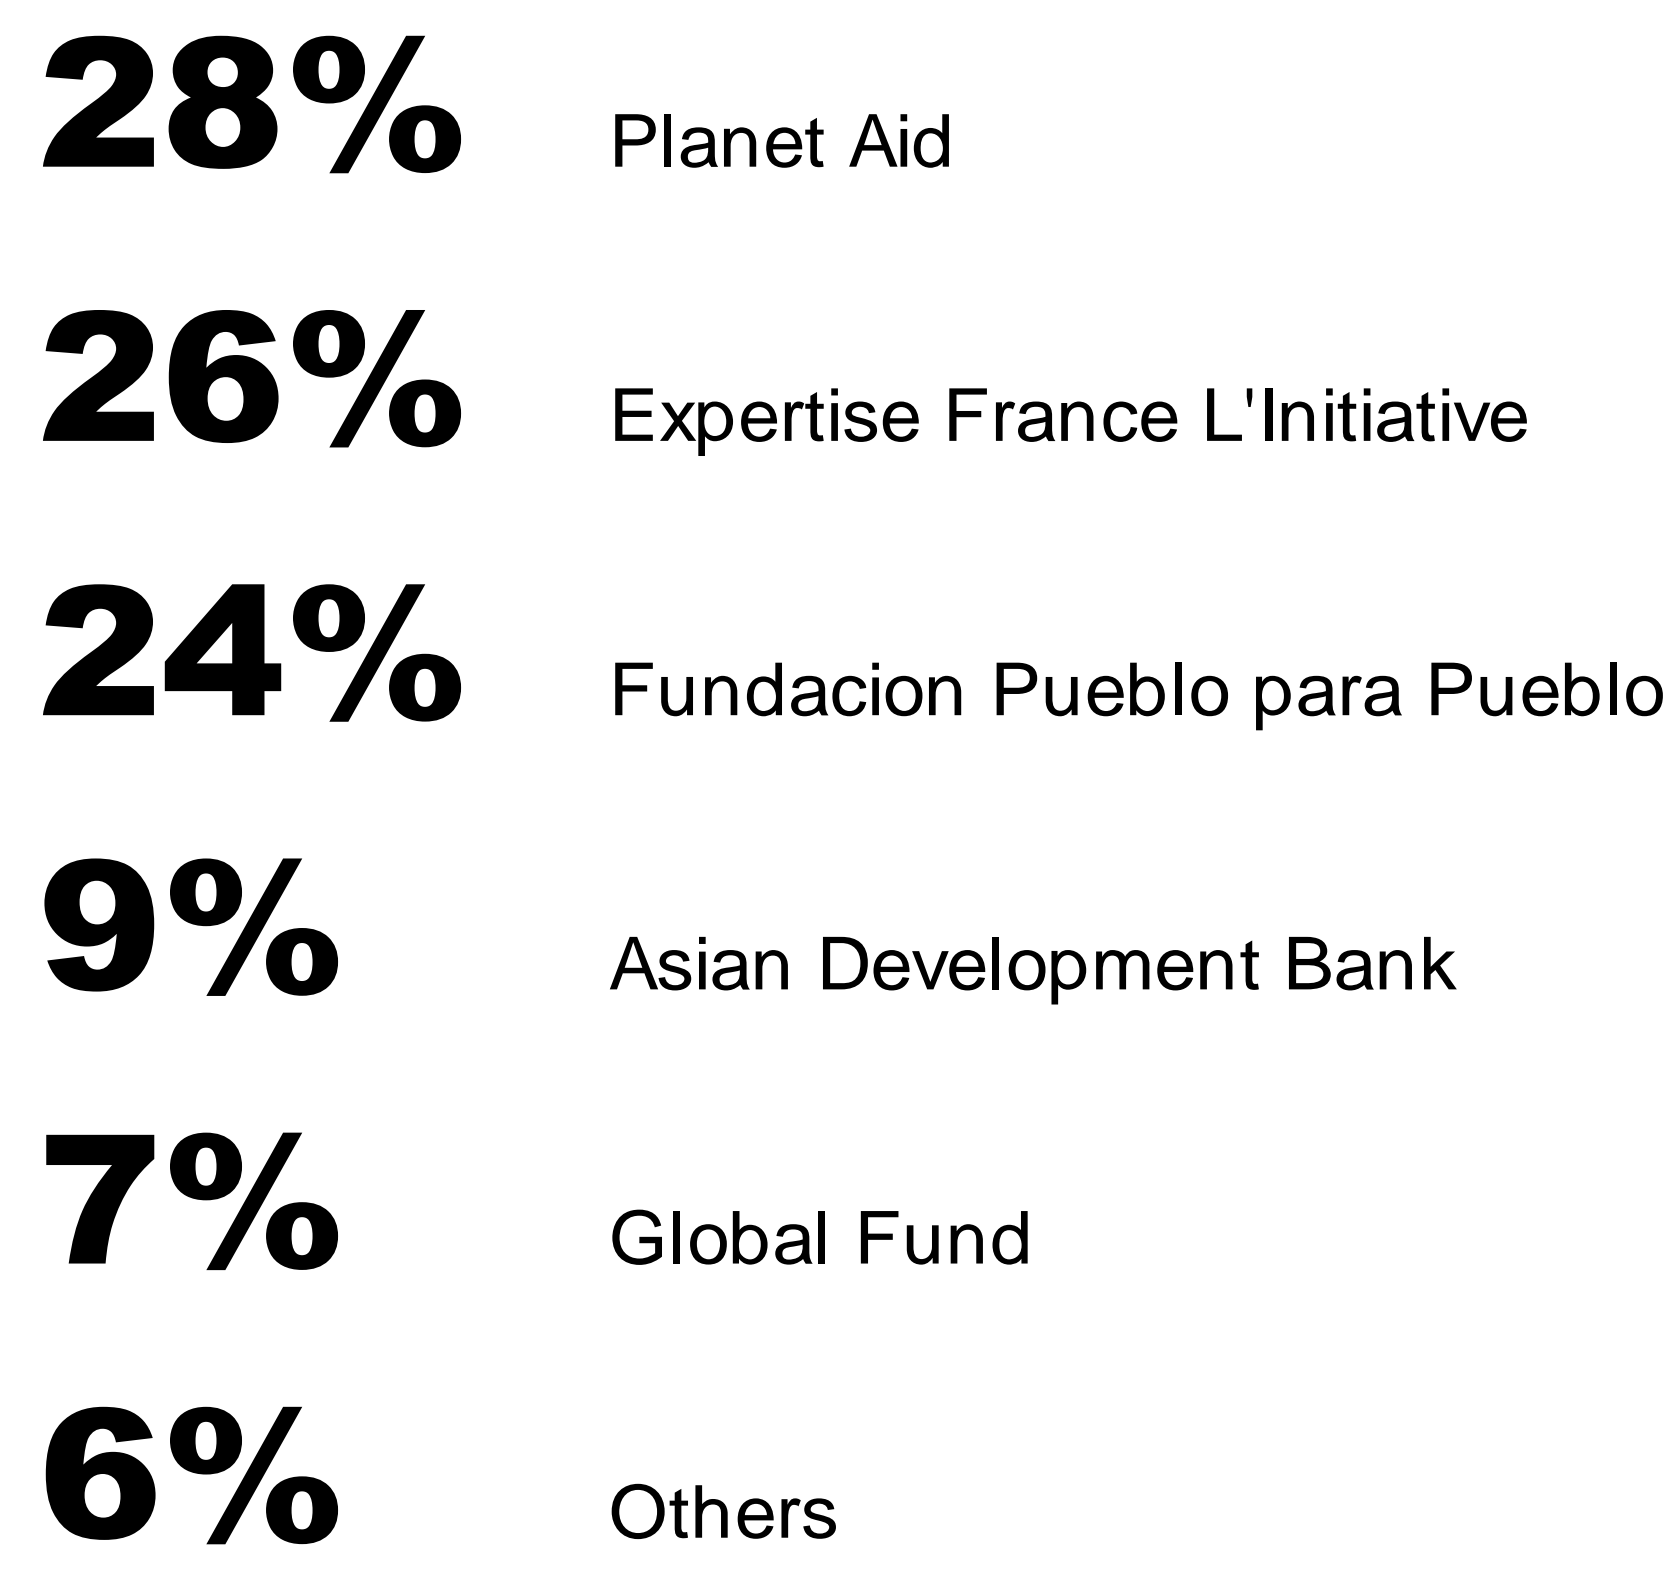 28% Planet Aid
26% Expertise France L'Initiative
24% Fundacion Pueblo para Pueblo
9% Asian Development Bank
7% Global Fund
6% Others